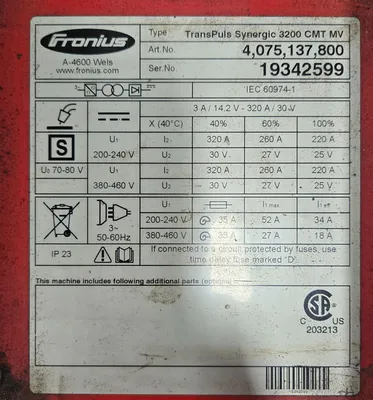 Fronius
A-4600 Wels
www.fronius.com
Type TransPuls Synergic 3200 CMT MV
Art.No. 4,075,137,800
Ser.No. 19342599
3~ IEC 60974-1
3 A / 14.2 V - 320 A / 30 V
X (40°C) 40% 60% 100%
S U1 I2 320 A 260 A 220 A
200-240 V U2 30 V 27 V 25 V
U0 70-80 V U1 I2 320 A 260 A 220 A
380-460 V U2 30 V 27 V 25 V
U1 I1 max I1 eff
3~ 200-240 V 35 A 52 A 34 A
50-60Hz 380-460 V 35 A 27 A 18 A
IP 23 If connected to a circuit protected by fuses, use
time delay fuse marked "D".
This machine includes following additional parts (optional)
SA
C US
203213